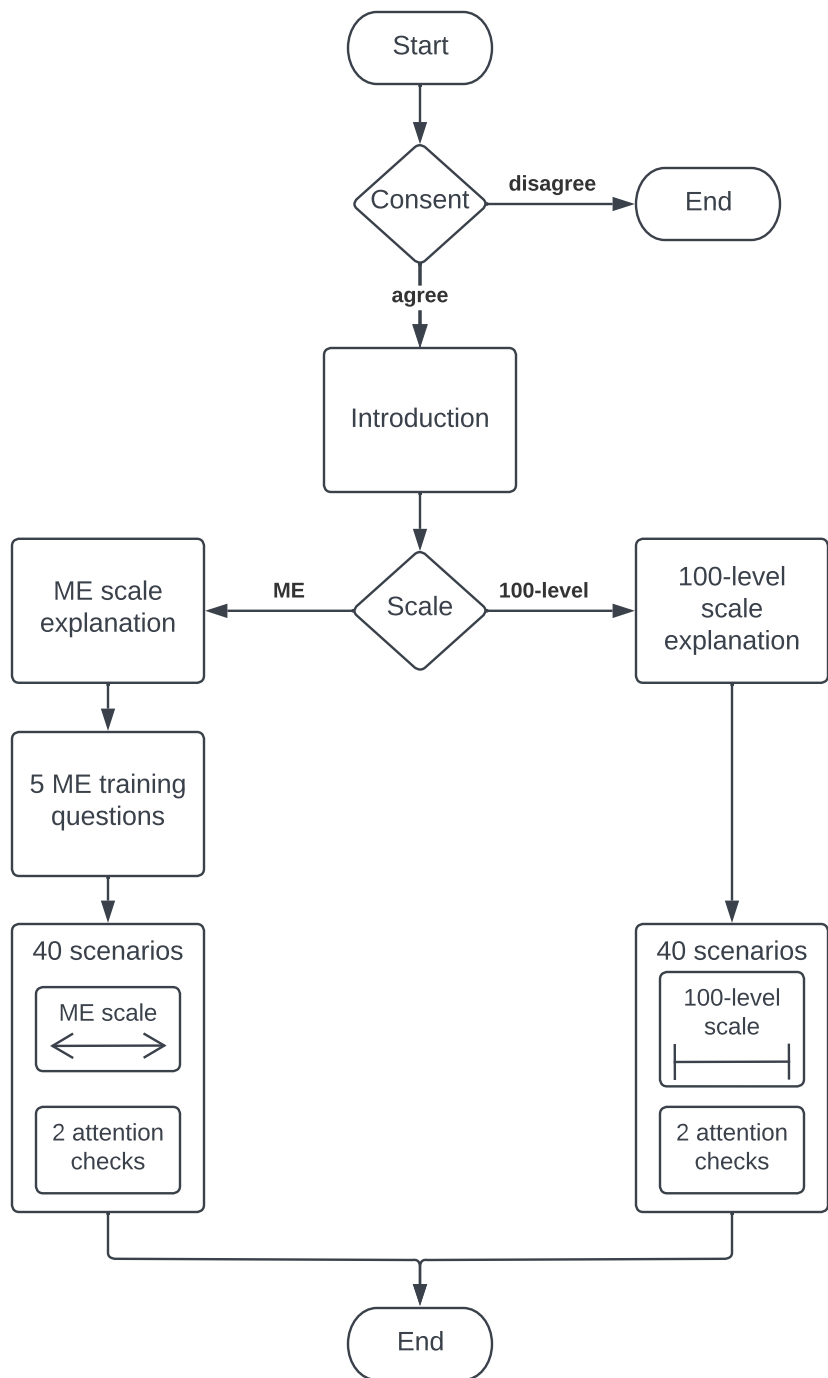 Start
Consent
disagree
End
agree
Introduction
ME scale
explanation
ME
Scale
100-level
100-level
scale
explanation
5 ME training
questions
40 scenarios
ME scale
2 attention
checks
40 scenarios
100-level
scale
2 attention
checks
End